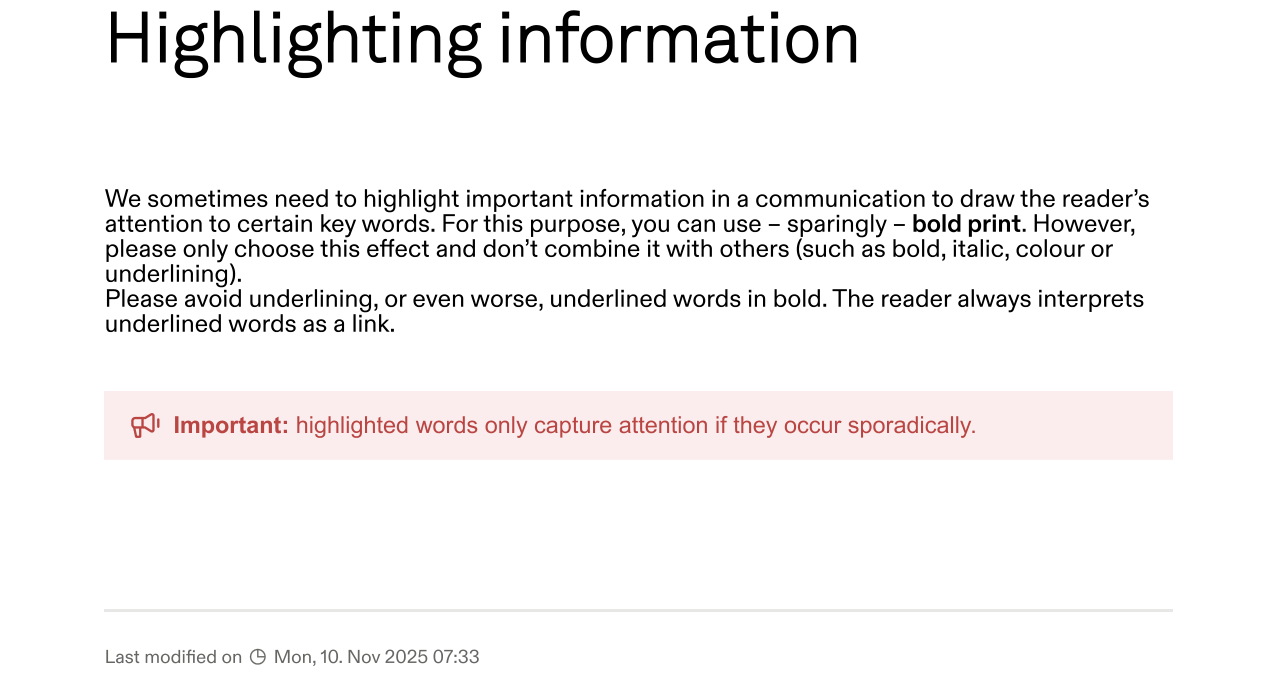 Highlighting information
We sometimes need to highlight important information in a communication to draw the reader’s
attention to certain key words. For this purpose, you can use – sparingly – bold print. However,
please only choose this effect and don’t combine it with others (such as bold, italic, colour or
underlining).
Please avoid underlining, or even worse, underlined words in bold. The reader always interprets
underlined words as a link.
Important: highlighted words only capture attention if they occur sporadically.
Last modified on Mon, 10. Nov 2025 07:33